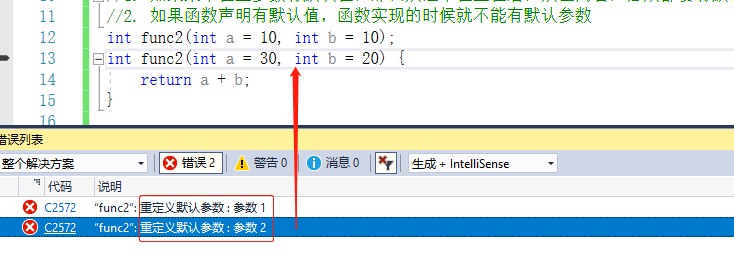 11 //2. 如果函数声明有默认值，函数实现的时候就不能有默认参数
12 int func2(int a = 10, int b = 10);
13 int func2(int a = 30, int b = 20) {
14 return a + b;
15 }
错误列表
整个解决方案 错误 2 警告 0 消息 0 生成 + IntelliSense
代码 说明
C2572 "func2": 重定义默认参数 : 参数 1
C2572 "func2": 重定义默认参数 : 参数 2